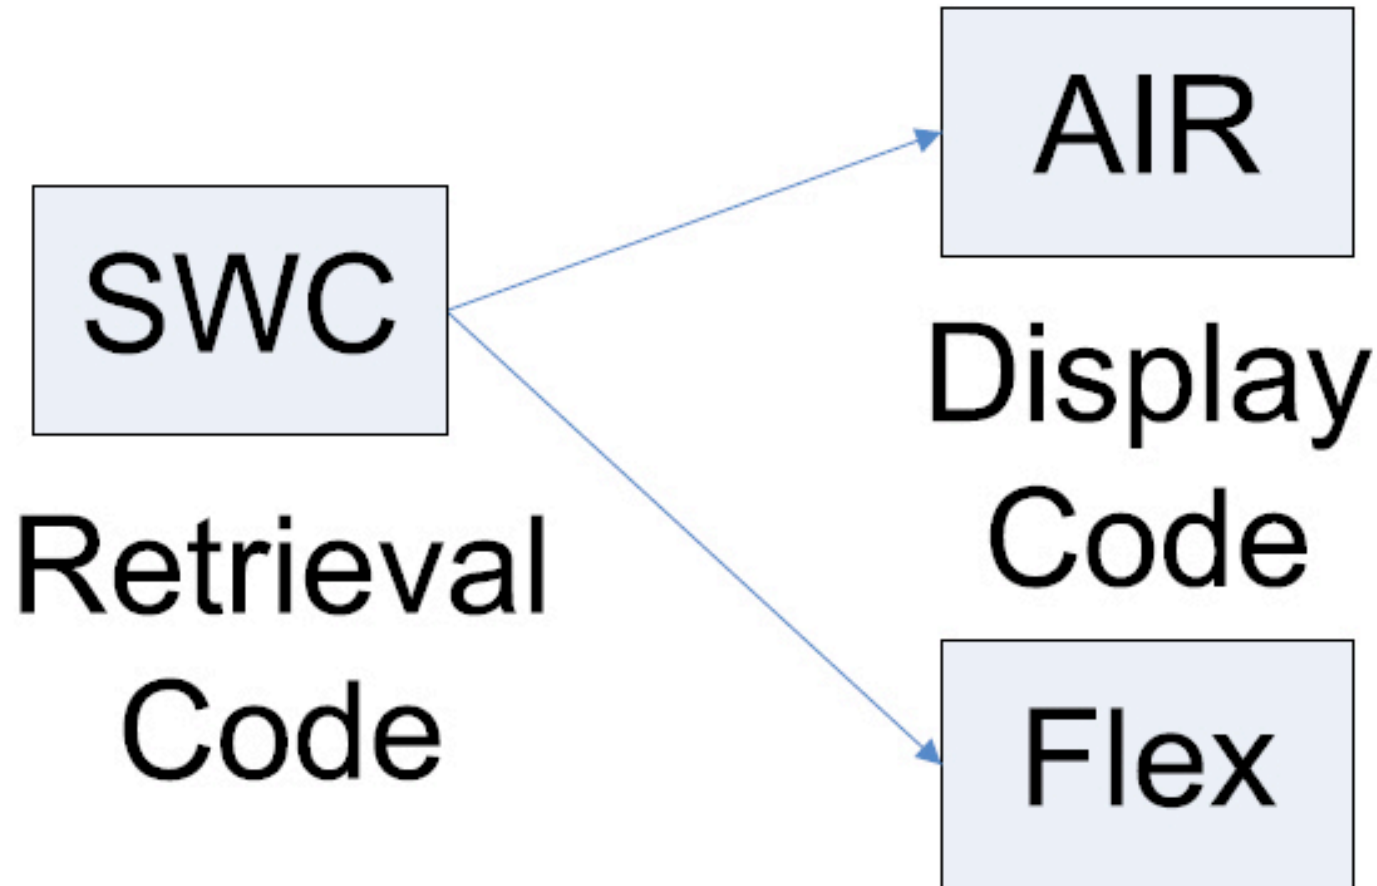 SWC
Retrieval
Code
AIR
Display
Code
Flex